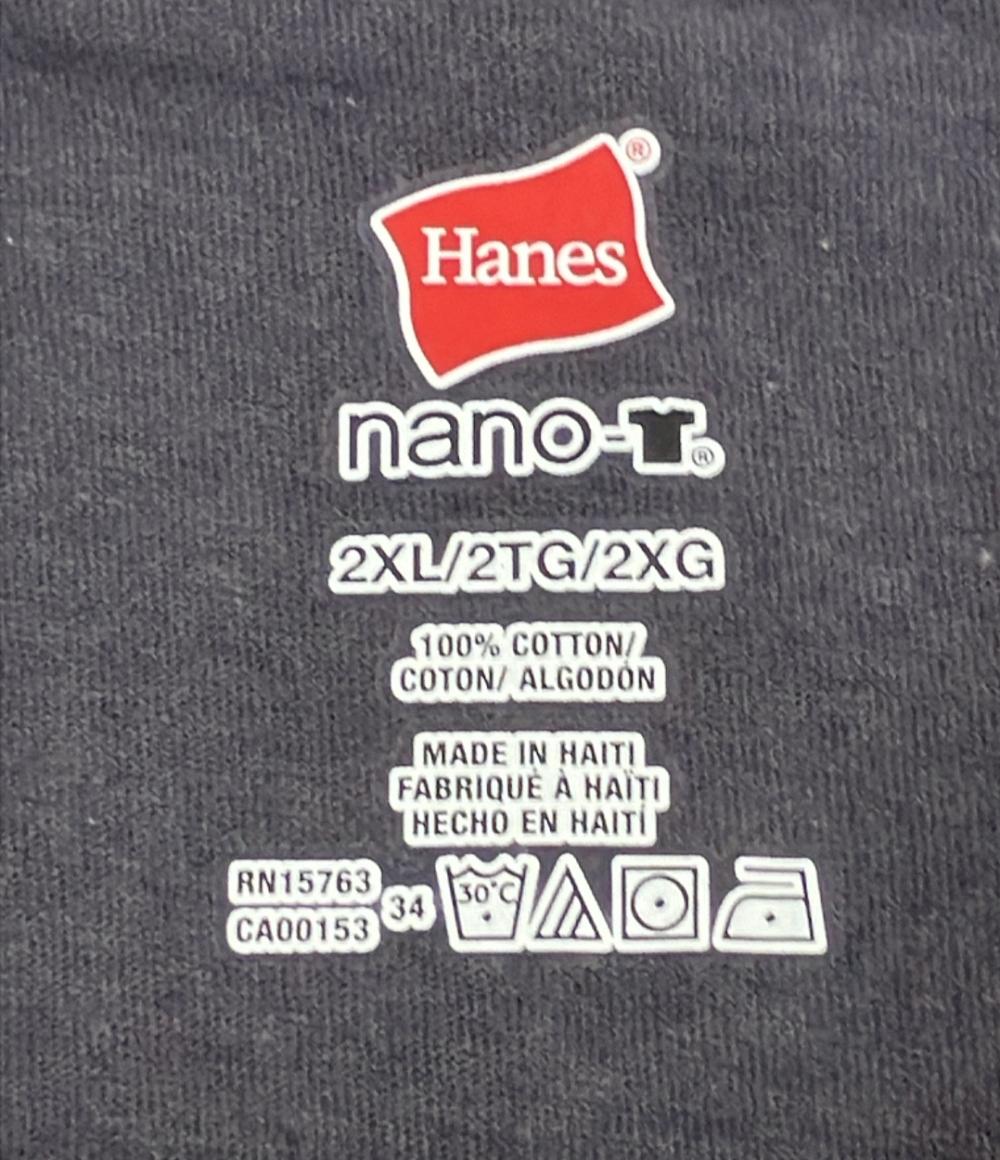 Hanes®
nano-T®
2XL/2TG/2XG
100% COTTON/
COTON/ ALGODÓN
MADE IN HAITI
FABRIQUÉ À HAÏTI
HECHO EN HAITÍ
RN15763
CA00153
34
30°C